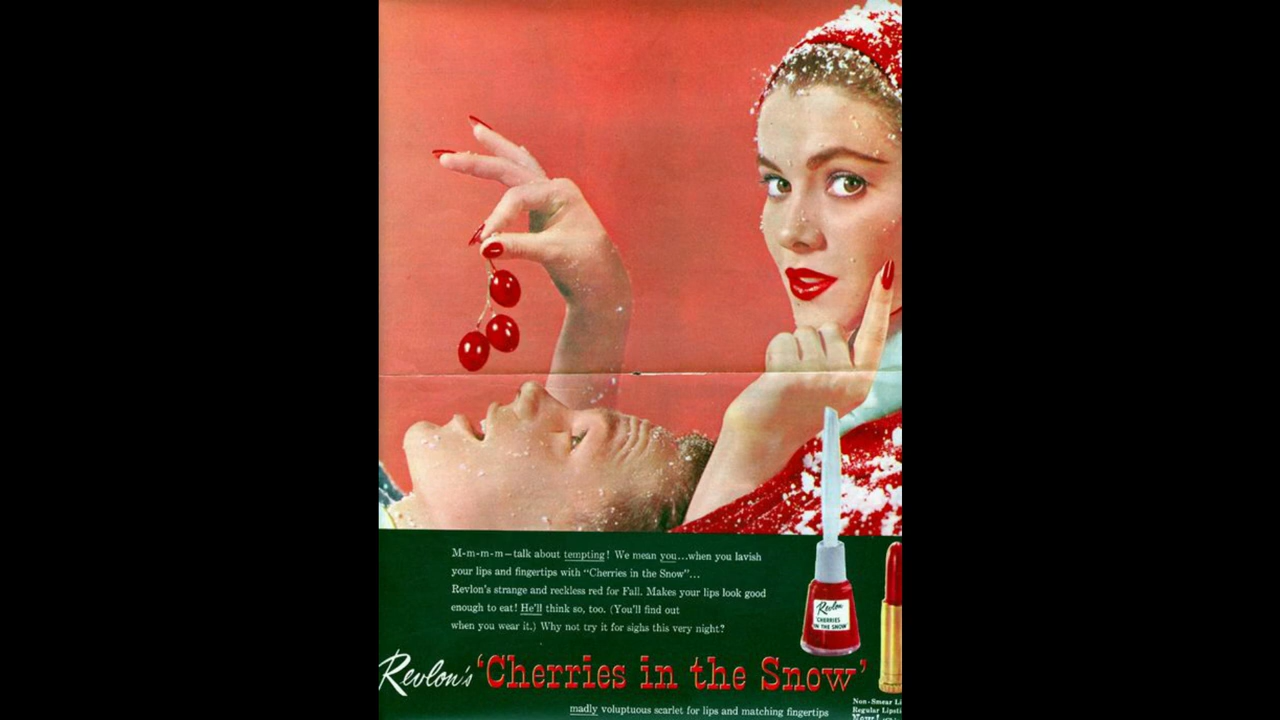 M-m-m-m—talk about tempting! We mean you...when you lavish
your lips and fingertips with “Cherries in the Snow”...
Revlon's strange and reckless red for Fall. Makes your lips look good
enough to eat! He'll think so, too. (You'll find out
when you wear it.) Why not try it for sighs this very night?
Revlon
'CHERRIES
IN THE SNOW'
Revlon's 'Cherries in the Snow'
madly voluptuous scarlet for lips and matching fingertips
Non-Smear Li
Regular Lipsti
Now!